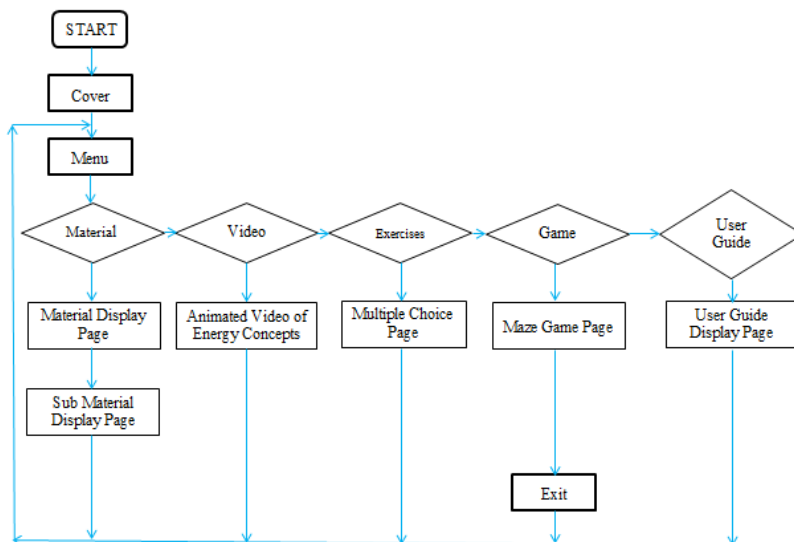 START
Cover
Menu
Material
Video
Exercises
Game
User
Guide
Material Display
Page
Animated Video of
Energy Concepts
Multiple Choice
Page
Maze Game Page
User Guide
Display Page
Sub Material
Display Page
Exit